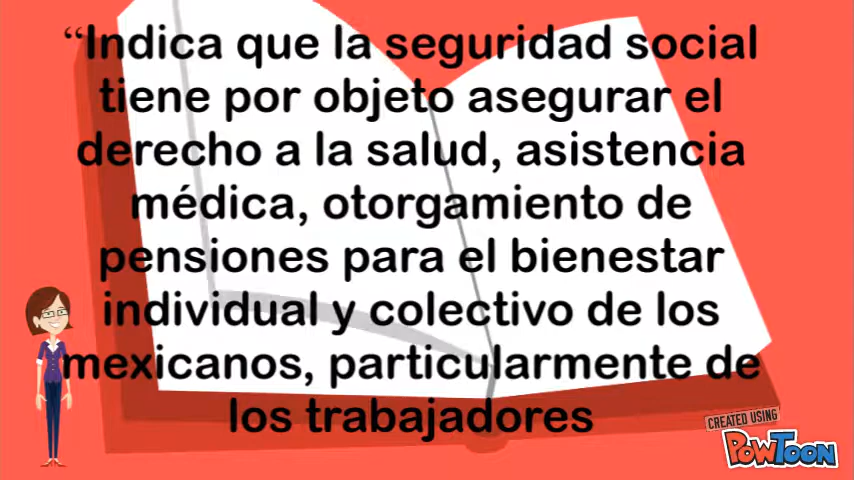 “Indica que la seguridad social
tiene por objeto asegurar el
derecho a la salud, asistencia
médica, otorgamiento de
pensiones para el bienestar
individual y colectivo de los
mexicanos, particularmente de
los trabajadores
CREATED USING
POWTOON